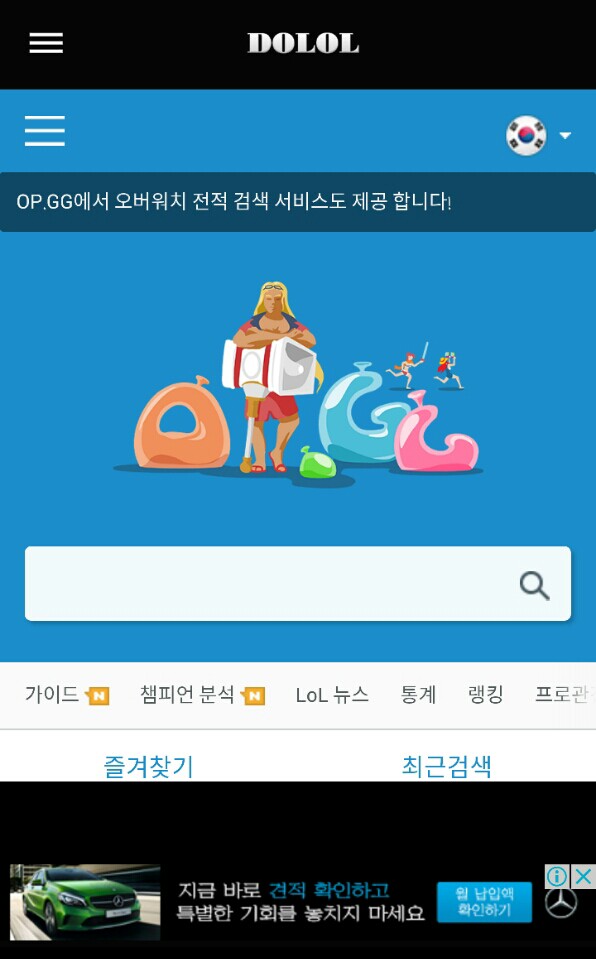 DOLOL
OP.GG에서 오버워치 전적 검색 서비스도 제공 합니다!
가이드 N 챔피언 분석 N LoL 뉴스 통계 랭킹 프로관
즐겨찾기 최근검색
지금 바로 견적 확인하고
특별한 기회를 놓치지 마세요
월 납입액
확인하기